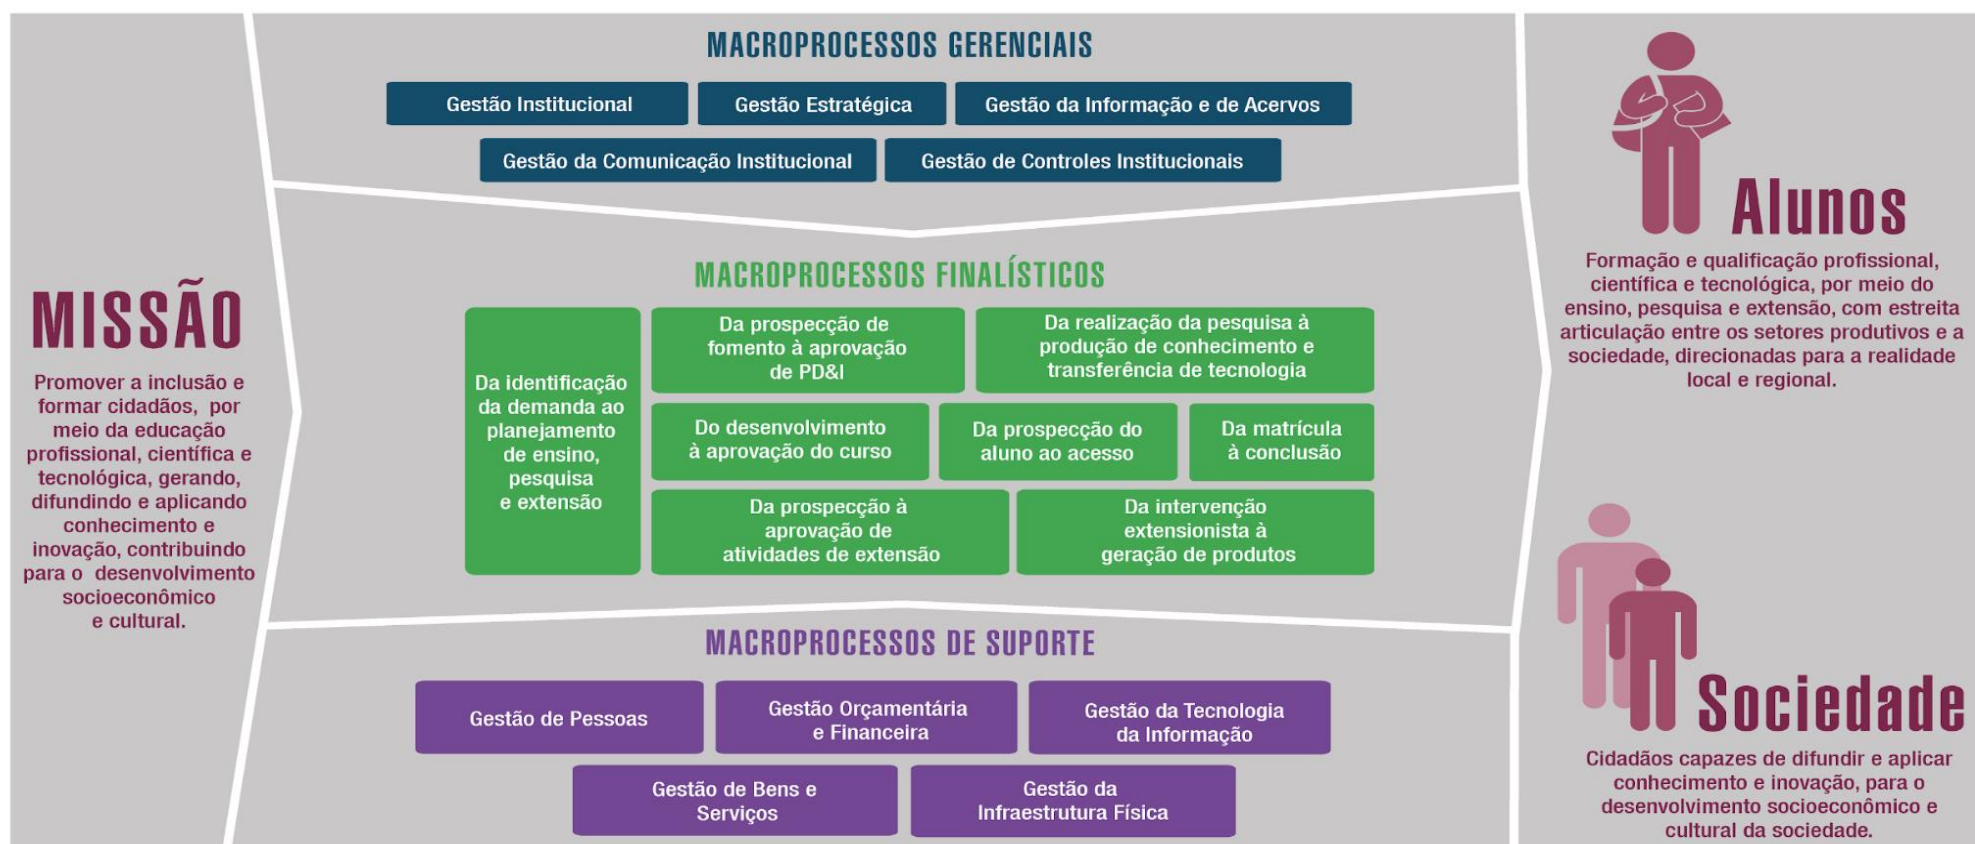 MISSÃO
Promover a inclusão e
formar cidadãos, por
meio da educação
profissional, científica e
tecnológica, gerando,
difundindo e aplicando
conhecimento e
inovação, contribuindo
para o desenvolvimento
socioeconômico
e cultural.
MACROPROCESSOS GERENCIAIS
Gestão Institucional
Gestão Estratégica
Gestão da Informação e de Acervos
Gestão da Comunicação Institucional
Gestão de Controles Institucionais
MACROPROCESSOS FINALÍSTICOS
Da identificação
da demanda ao
planejamento
de ensino,
pesquisa
e extensão
Da prospecção de
fomento à aprovação
de PD&I
Da realização da pesquisa à
produção de conhecimento e
transferência de tecnologia
Do desenvolvimento
à aprovação do curso
Da prospecção do
aluno ao acesso
Da matrícula
à conclusão
Da prospecção à
aprovação de
atividades de extensão
Da intervenção
extensionista à
geração de produtos
MACROPROCESSOS DE SUPORTE
Gestão de Pessoas
Gestão Orçamentária
e Financeira
Gestão da Tecnologia
da Informação
Gestão de Bens e
Serviços
Gestão da
Infraestrutura Física
Alunos
Formação e qualificação profissional,
científica e tecnológica, por meio do
ensino, pesquisa e extensão, com estreita
articulação entre os setores produtivos e a
sociedade, direcionadas para a realidade
local e regional.
Sociedade
Cidadãos capazes de difundir e aplicar
conhecimento e inovação, para o
desenvolvimento socioeconômico e
cultural da sociedade.